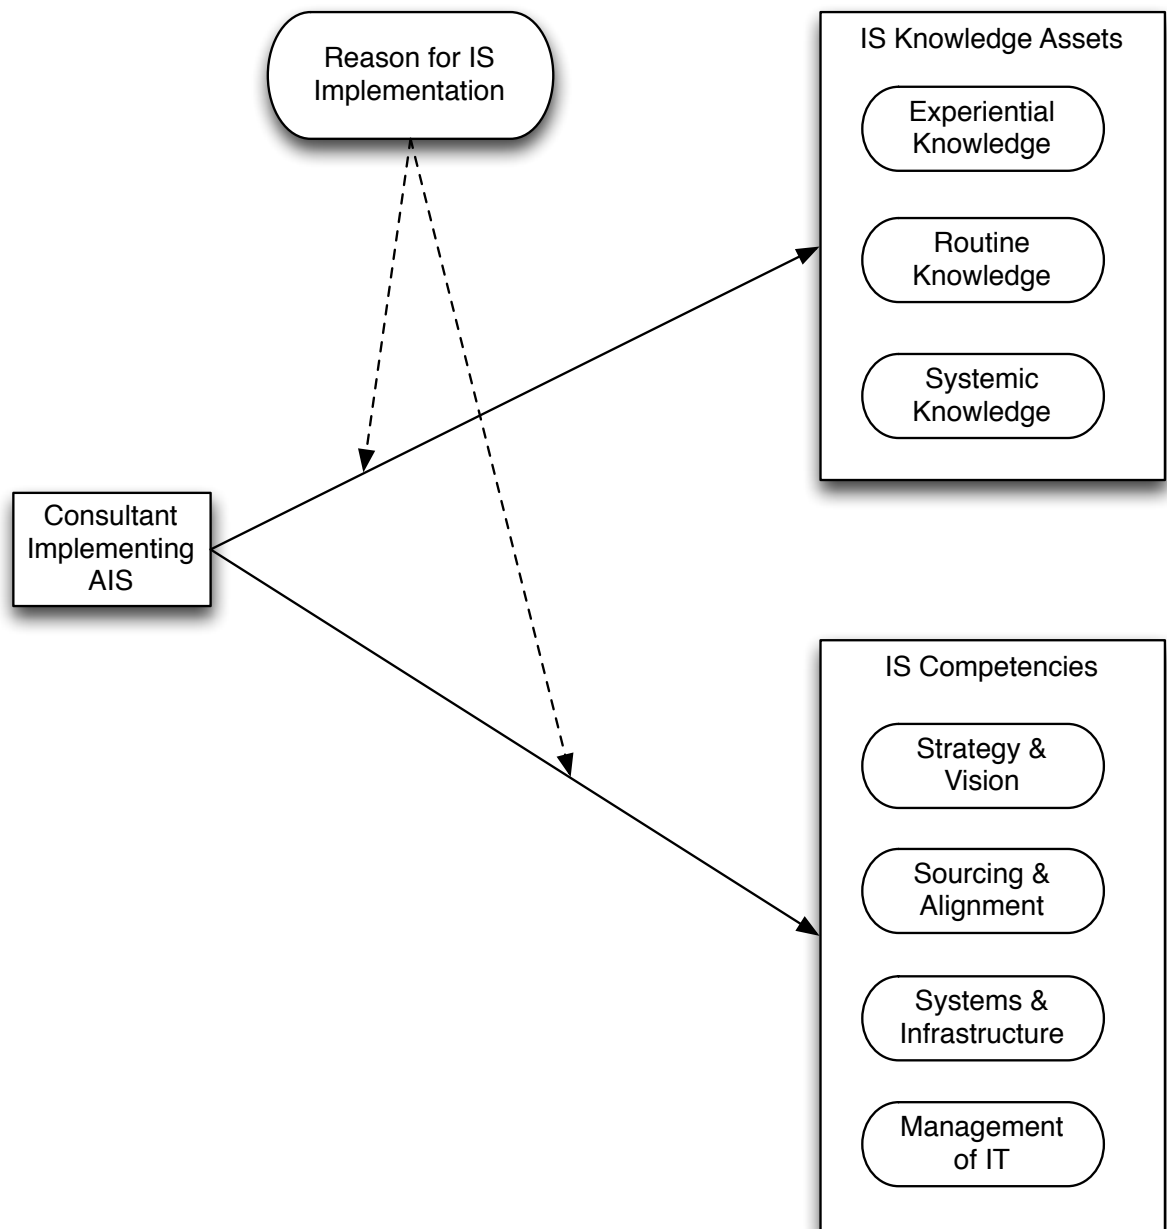 Reason for IS
Implementation
IS Knowledge Assets
Experiential
Knowledge
Routine
Knowledge
Systemic
Knowledge
Consultant
Implementing
AIS
IS Competencies
Strategy &
Vision
Sourcing &
Alignment
Systems &
Infrastructure
Management
of IT